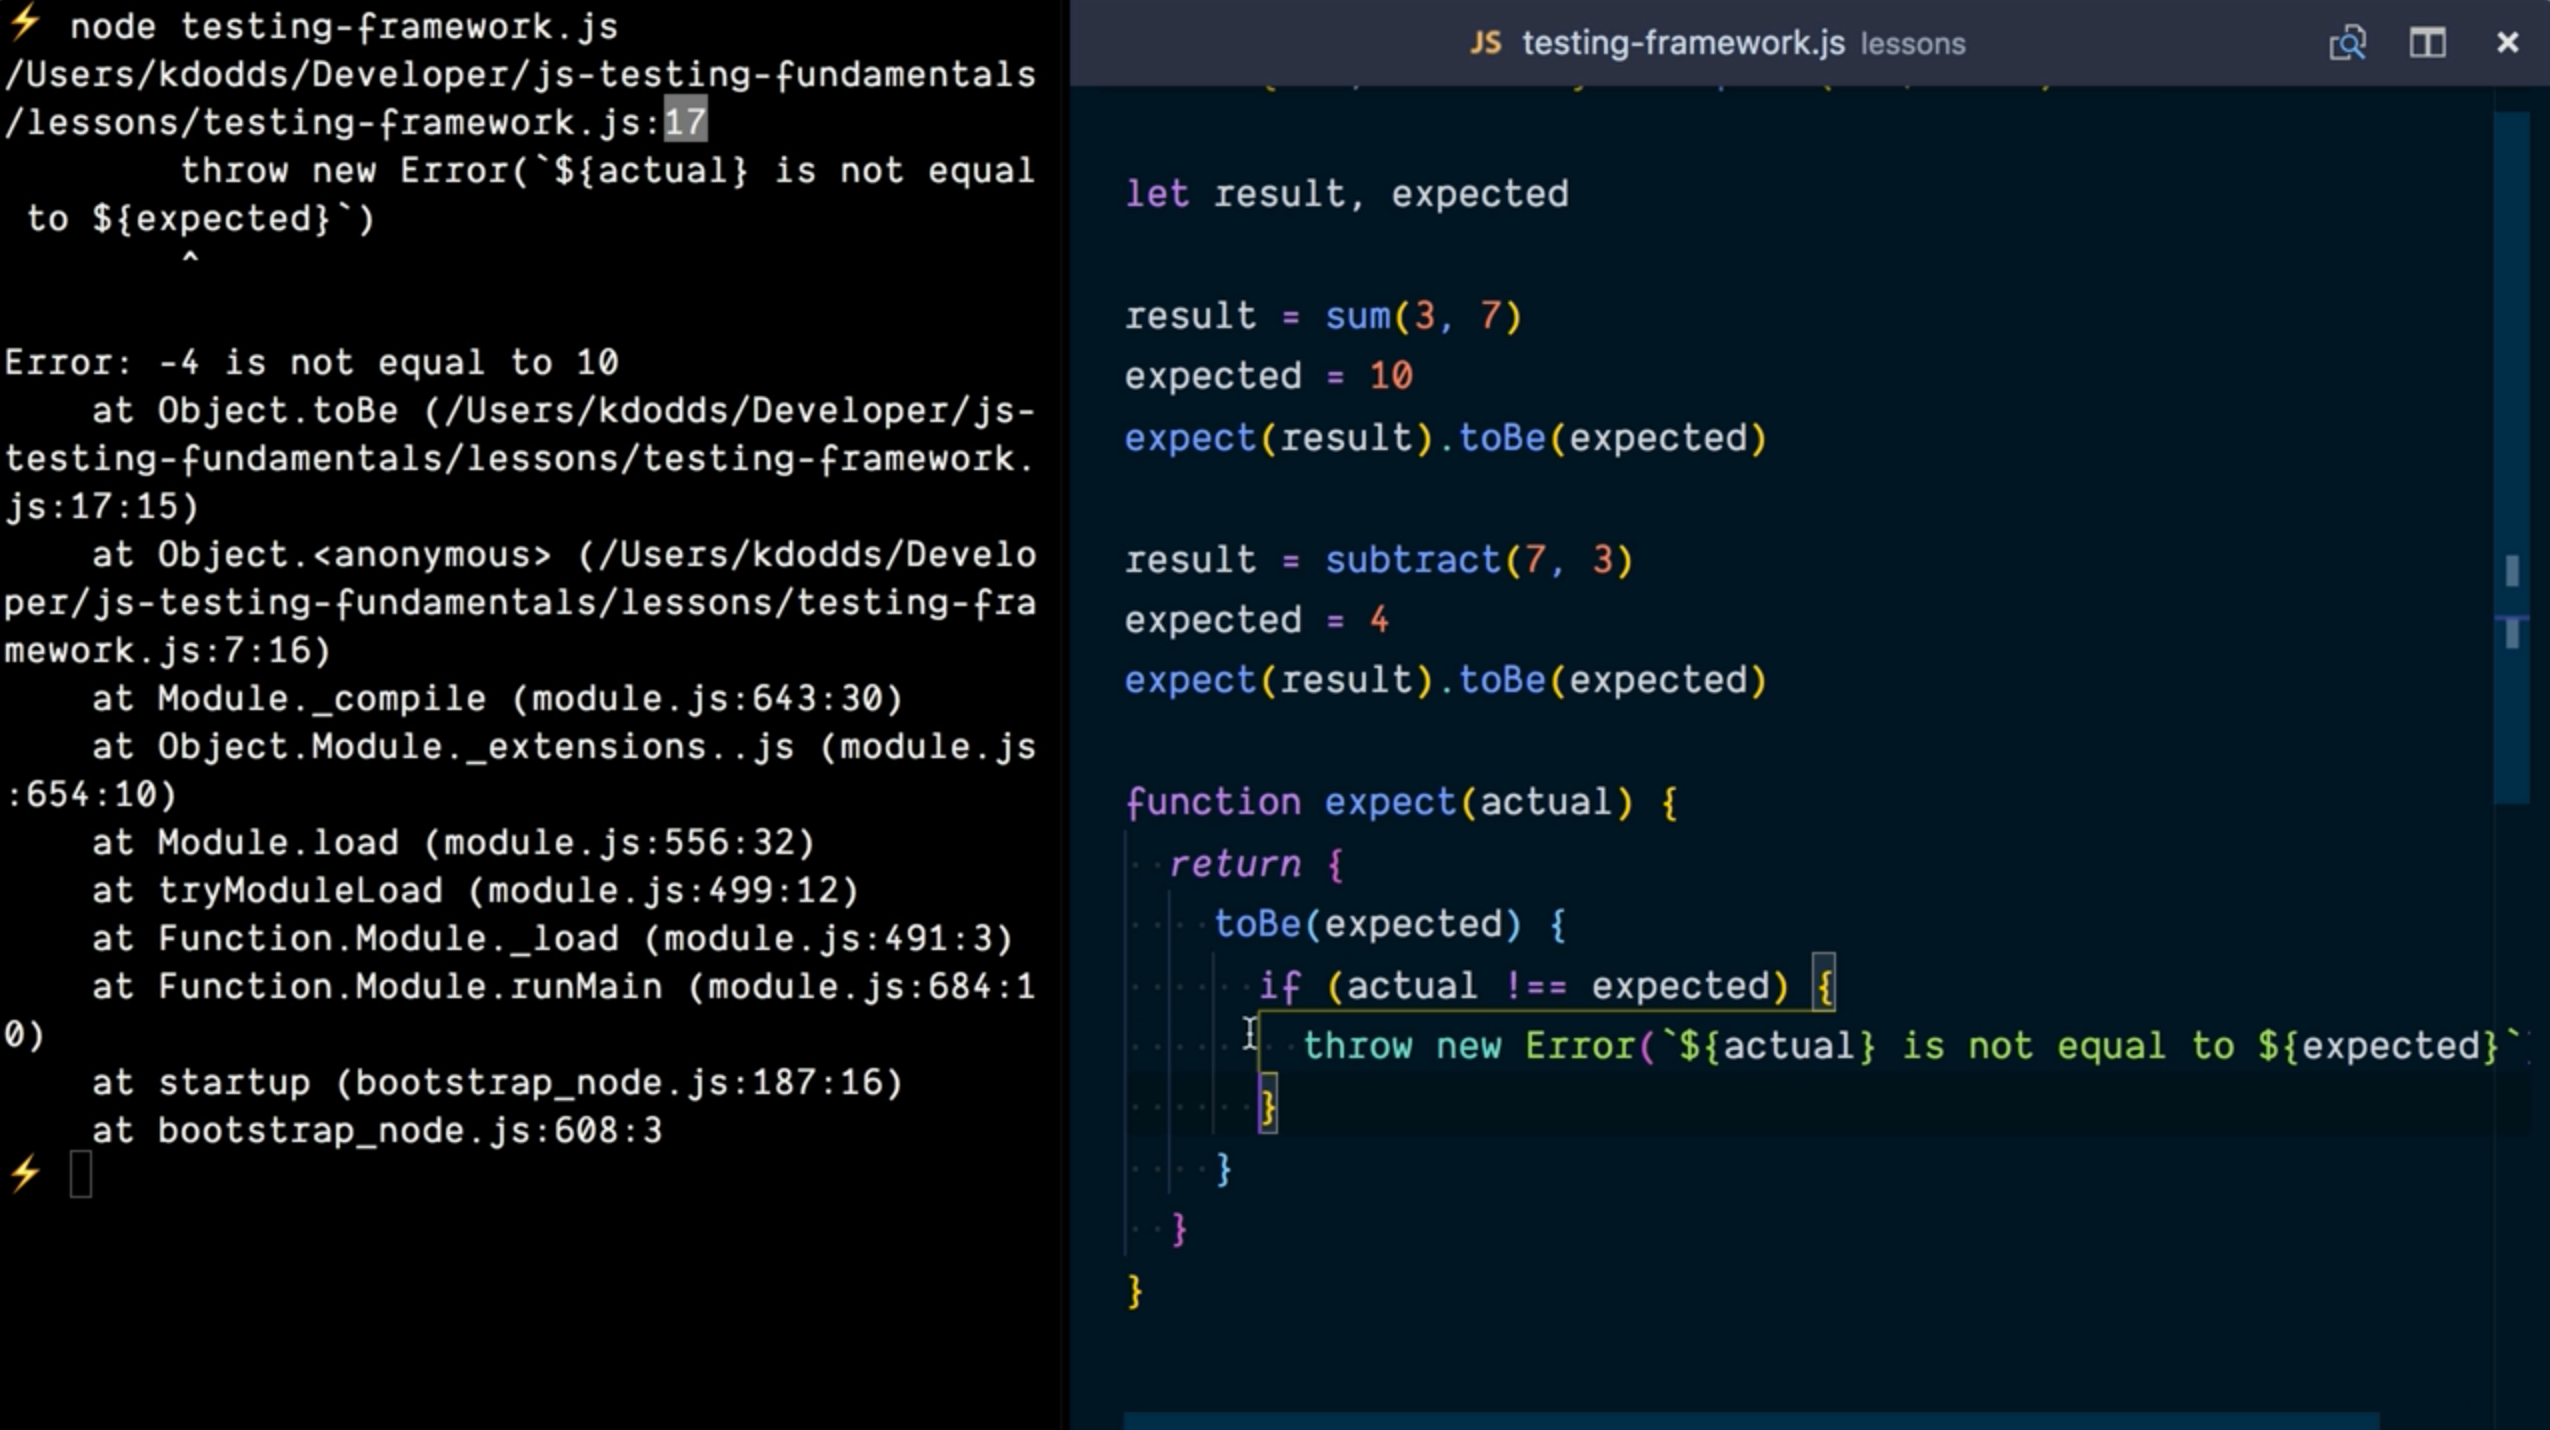 ⚡ node testing-framework.js
/Users/kdodds/Developer/js-testing-fundamentals
/lessons/testing-framework.js:17
        throw new Error(`${actual} is not equal
 to ${expected}`)
        ^
Error: -4 is not equal to 10
    at Object.toBe (/Users/kdodds/Developer/js-
testing-fundamentals/lessons/testing-framework.
js:17:15)
    at Object.<anonymous> (/Users/kdodds/Develo
per/js-testing-fundamentals/lessons/testing-fra
mework.js:7:16)
    at Module._compile (module.js:643:30)
    at Object.Module._extensions..js (module.js
:654:10)
    at Module.load (module.js:556:32)
    at tryModuleLoad (module.js:499:12)
    at Function.Module._load (module.js:491:3)
    at Function.Module.runMain (module.js:684:1
0)
    at startup (bootstrap_node.js:187:16)
    at bootstrap_node.js:608:3
⚡
JS testing-framework.js lessons
let result, expected
result = sum(3, 7)
expected = 10
expect(result).toBe(expected)
result = subtract(7, 3)
expected = 4
expect(result).toBe(expected)
function expect(actual) {
  return {
    toBe(expected) {
      if (actual !== expected) {
        throw new Error(`${actual} is not equal to ${expected}`
      }
    }
  }
}